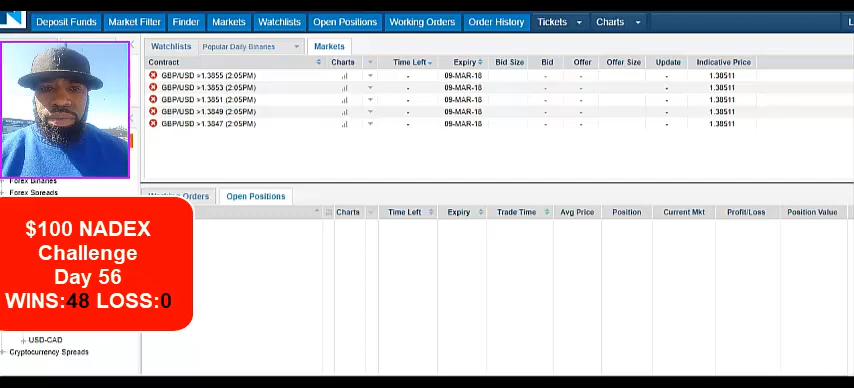 Deposit Funds Market Filter Finder Markets Watchlists Open Positions Working Orders Order History Tickets Charts L
Watchlists Popular Daily Binaries Markets
Contract Charts Time Left Expiry Bid Size Bid Offer Offer Size Update Indicative Price
GBP/USD >1.3855 (2:05PM) - 09-MAR-18 - - - 1.38511
GBP/USD >1.3853 (2:05PM) - 09-MAR-18 - - - 1.38511
GBP/USD >1.3851 (2:05PM) - 09-MAR-18 - - - 1.38511
GBP/USD >1.3849 (2:05PM) - 09-MAR-18 - - - 1.38511
GBP/USD >1.3847 (2:05PM) - 09-MAR-18 - - - 1.38511
Forex Binaries
Forex Spreads
Working Orders Open Positions
Charts Time Left Expiry Trade Time Avg Price Position Current Mkt Profit/Loss Position Value
$100 NADEX
Challenge
Day 56
WINS:48 LOSS:0
USD-CAD
Cryptocurrency Spreads